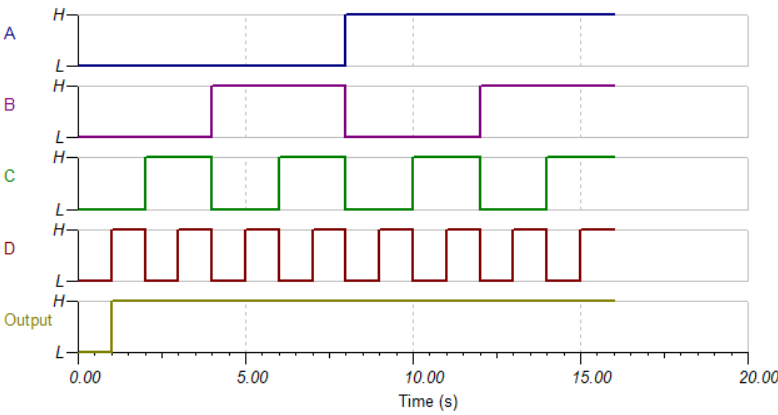 H
A
L
H
B
L
H
C
L
H
D
L
H
Output
L
0.00 5.00 10.00 15.00 20.00
Time (s)